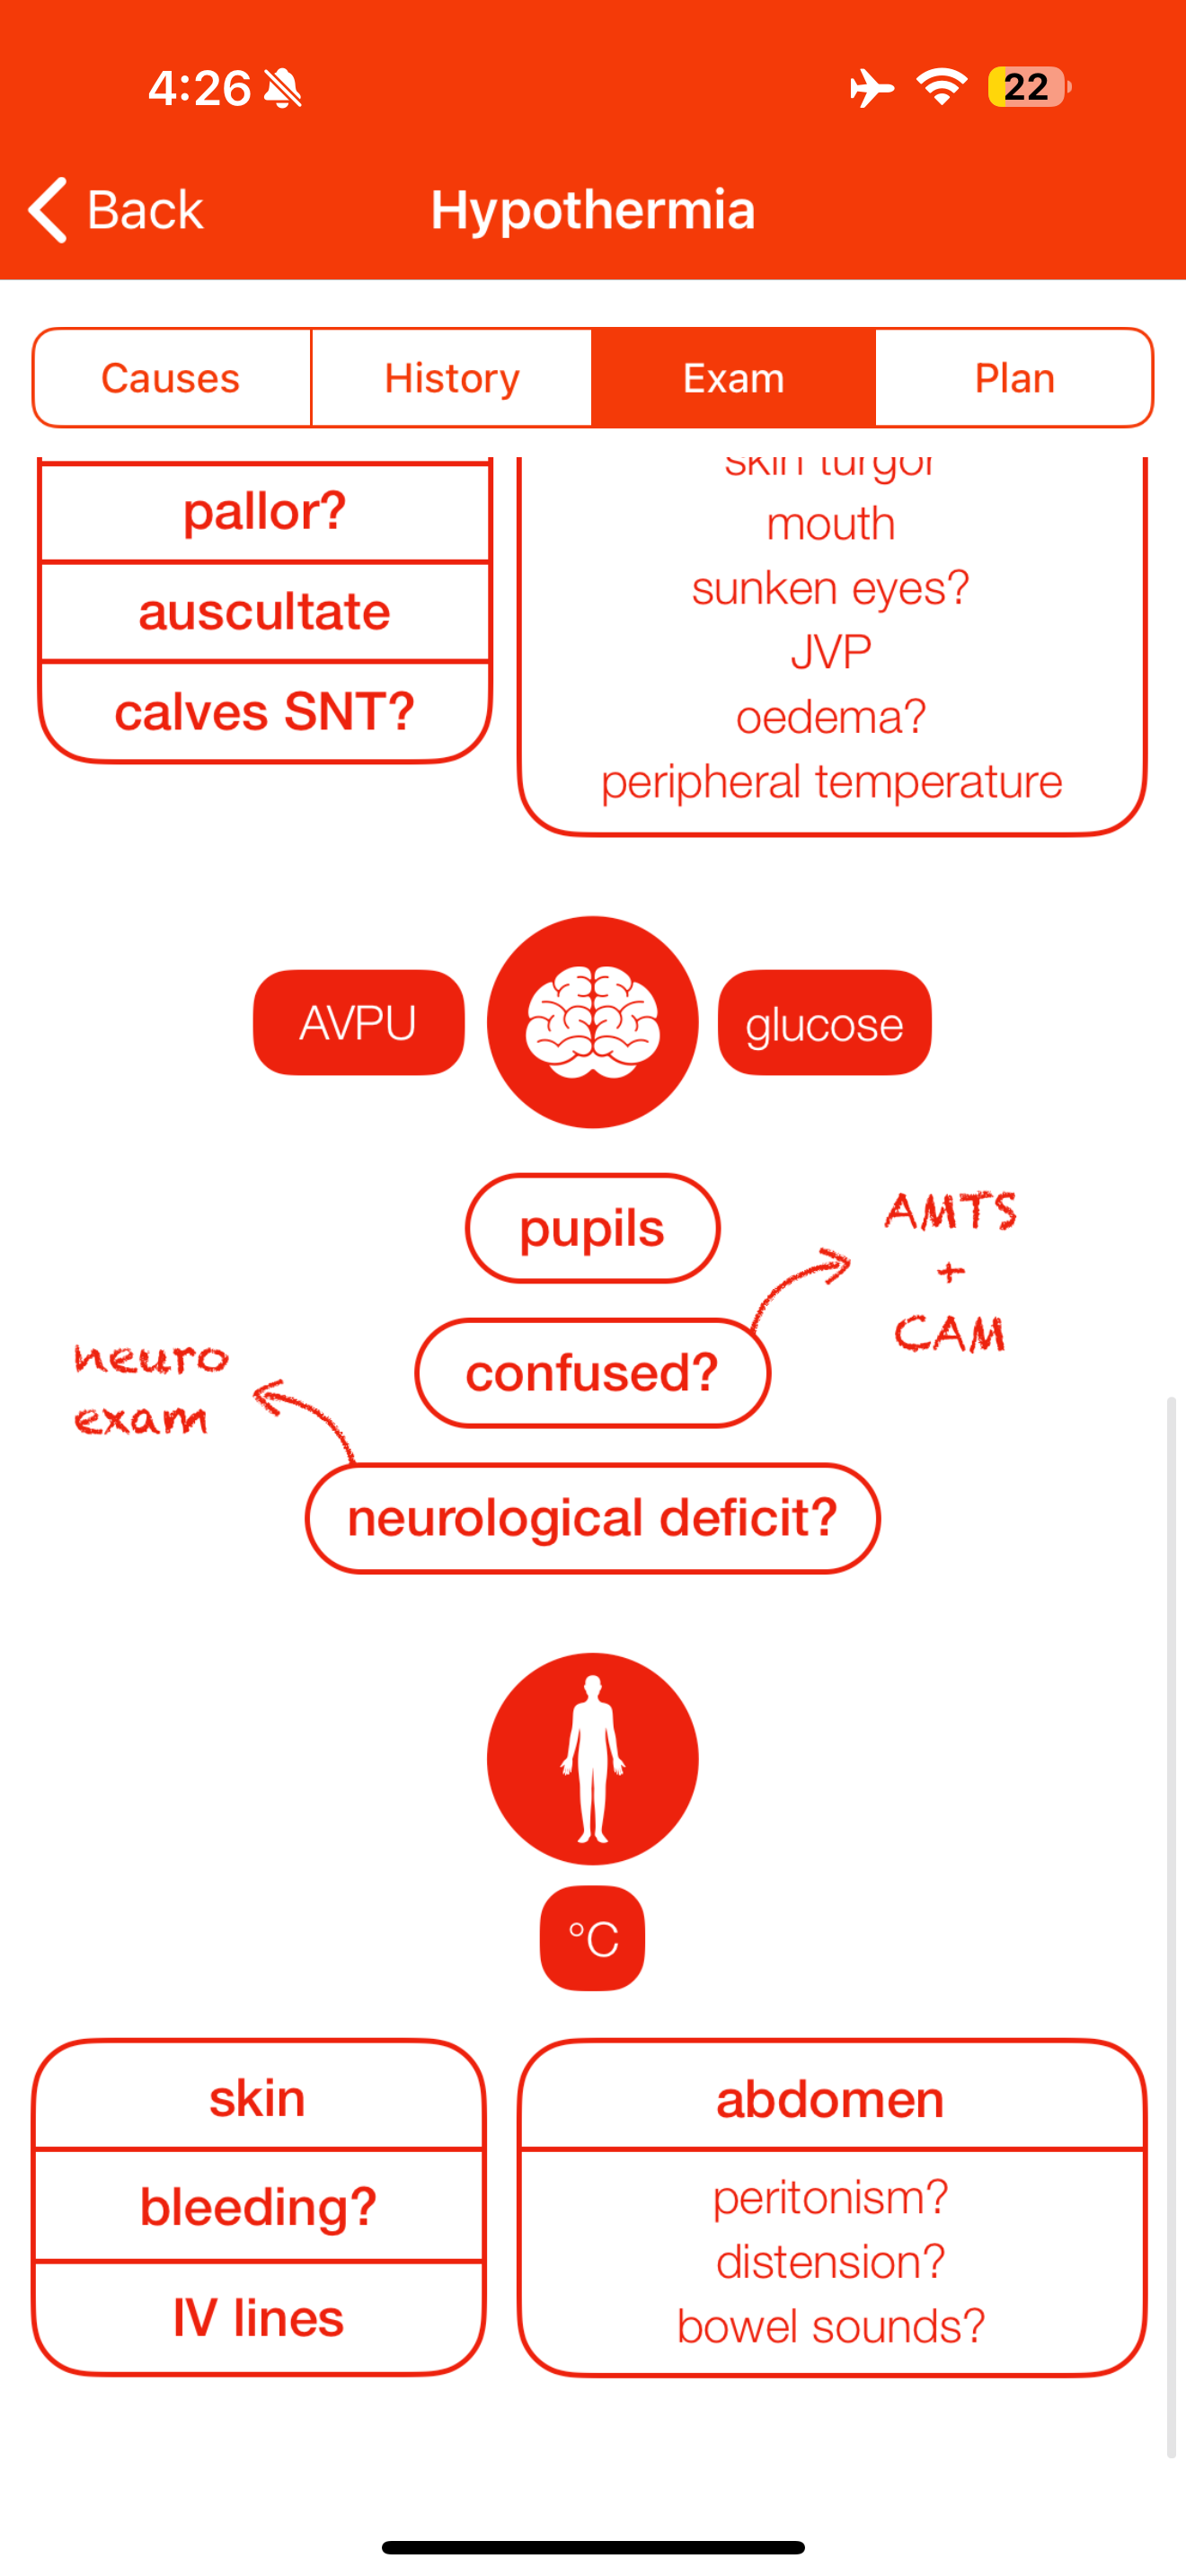 4:26
22
Back
Hypothermia
Causes
History
Exam
Plan
pallor?
auscultate
calves SNT?
skin turgor
mouth
sunken eyes?
JVP
oedema?
peripheral temperature
AVPU
glucose
pupils
AMTS
+
CAM
confused?
neuro
exam
neurological deficit?
°C
skin
bleeding?
IV lines
abdomen
peritonism?
distension?
bowel sounds?